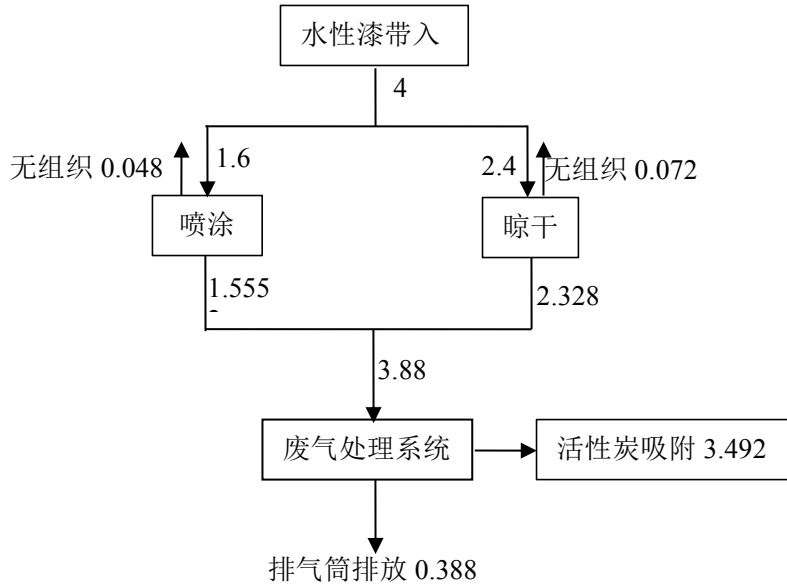 水性漆带入
4
无组织 0.048
1.6
2.4
无组织 0.072
喷涂
晾干
1.555
2.328
3.88
废气处理系统
活性炭吸附 3.492
排气筒排放 0.388